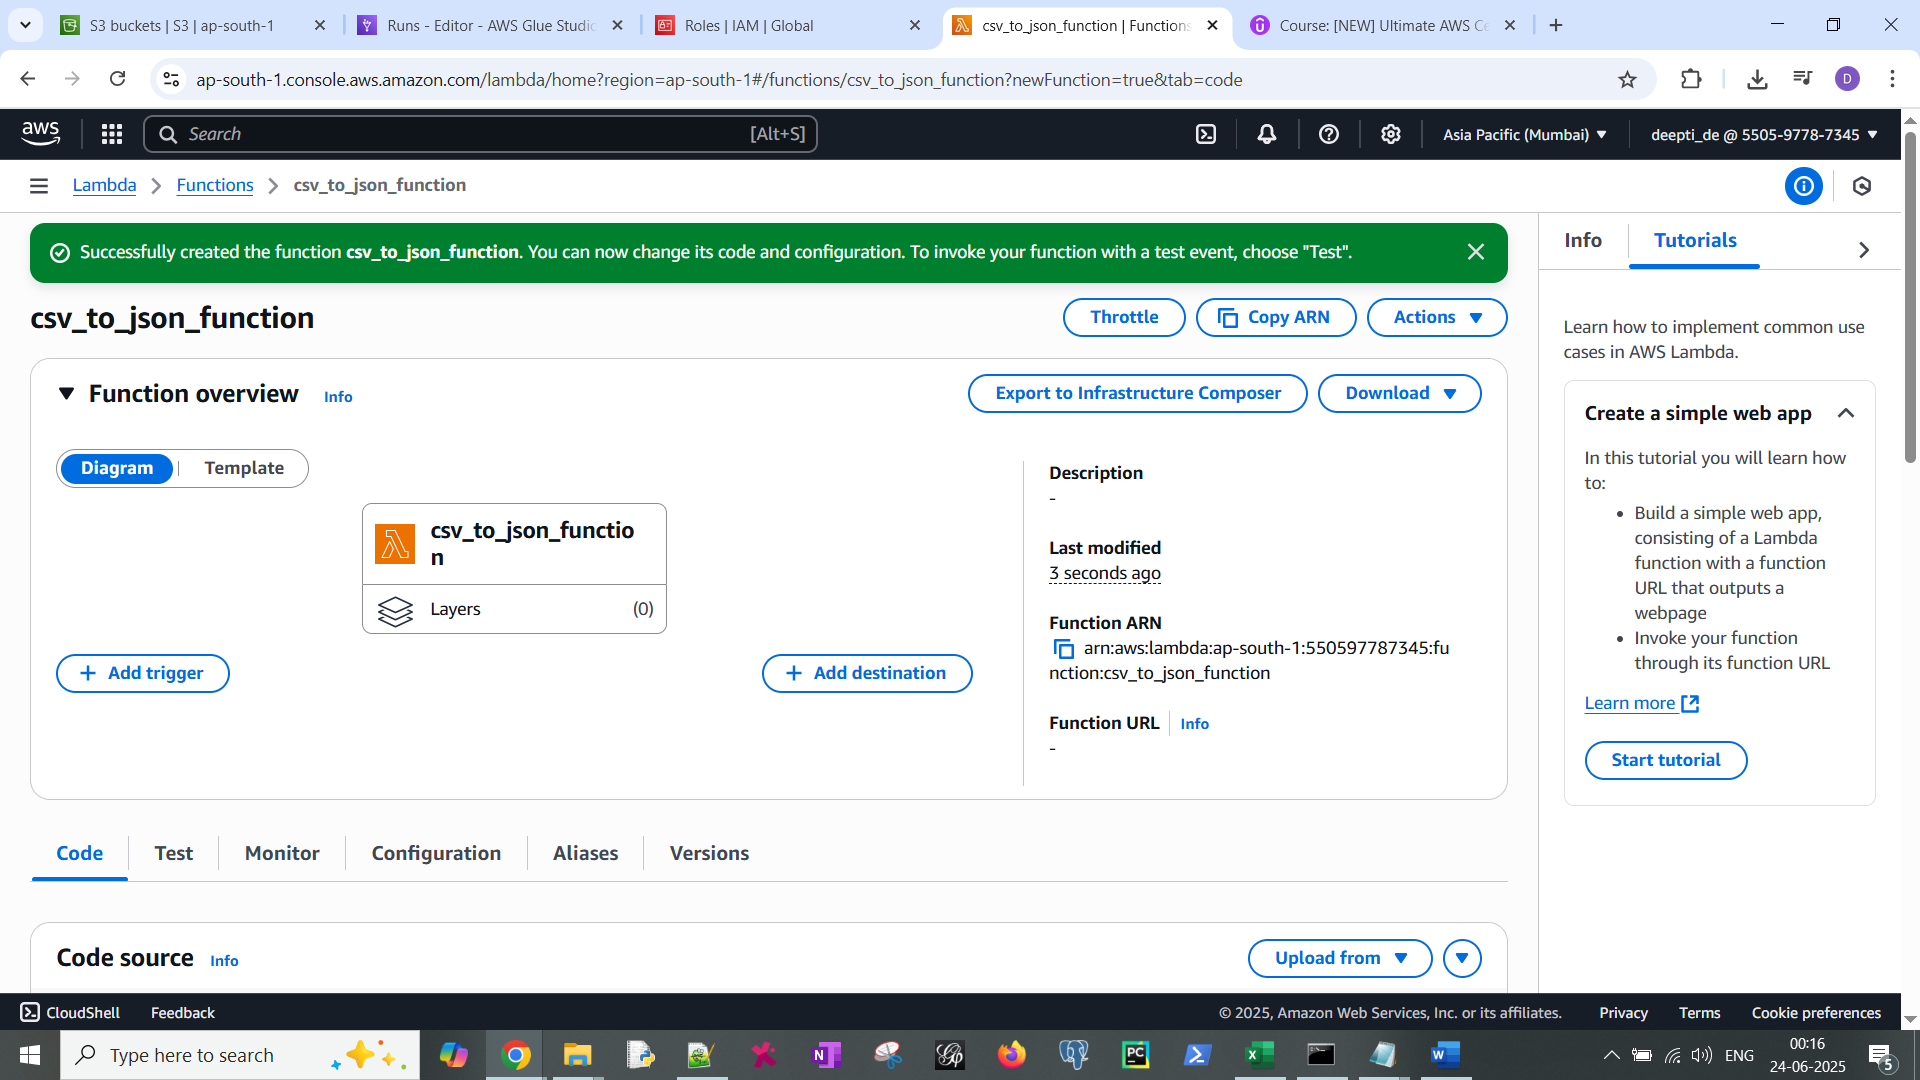 S3 buckets | S3 | ap-south-1
Runs - Editor - AWS Glue Studio
Roles | IAM | Global
csv_to_json_function | Functions
Course: [NEW] Ultimate AWS Ce
ap-south-1.console.aws.amazon.com/lambda/home?region=ap-south-1#/functions/csv_to_json_function?newFunction=true&tab=code
D
aws
Search
[Alt+S]
Asia Pacific (Mumbai)
deepti_de @ 5505-9778-7345
Lambda
Functions
csv_to_json_function
Successfully created the function csv_to_json_function. You can now change its code and configuration. To invoke your function with a test event, choose "Test".
Info
Tutorials
csv_to_json_function
Throttle
Copy ARN
Actions
Learn how to implement common use
cases in AWS Lambda.
Function overview
Info
Export to Infrastructure Composer
Download
Create a simple web app
In this tutorial you will learn how
to:
Build a simple web app,
consisting of a Lambda
function with a function
URL that outputs a
webpage
Invoke your function
through its function URL
Learn more
Start tutorial
Diagram
Template
csv_to_json_functio
n
Layers
(0)
Add trigger
Add destination
Description
-
Last modified
3 seconds ago
Function ARN
arn:aws:lambda:ap-south-1:550597787345:fu
nction:csv_to_json_function
Function URL
Info
-
Code
Test
Monitor
Configuration
Aliases
Versions
Code source
Info
Upload from
CloudShell
Feedback
© 2025, Amazon Web Services, Inc. or its affiliates.
Privacy
Terms
Cookie preferences
Type here to search
ENG
00:16
24-06-2025
5